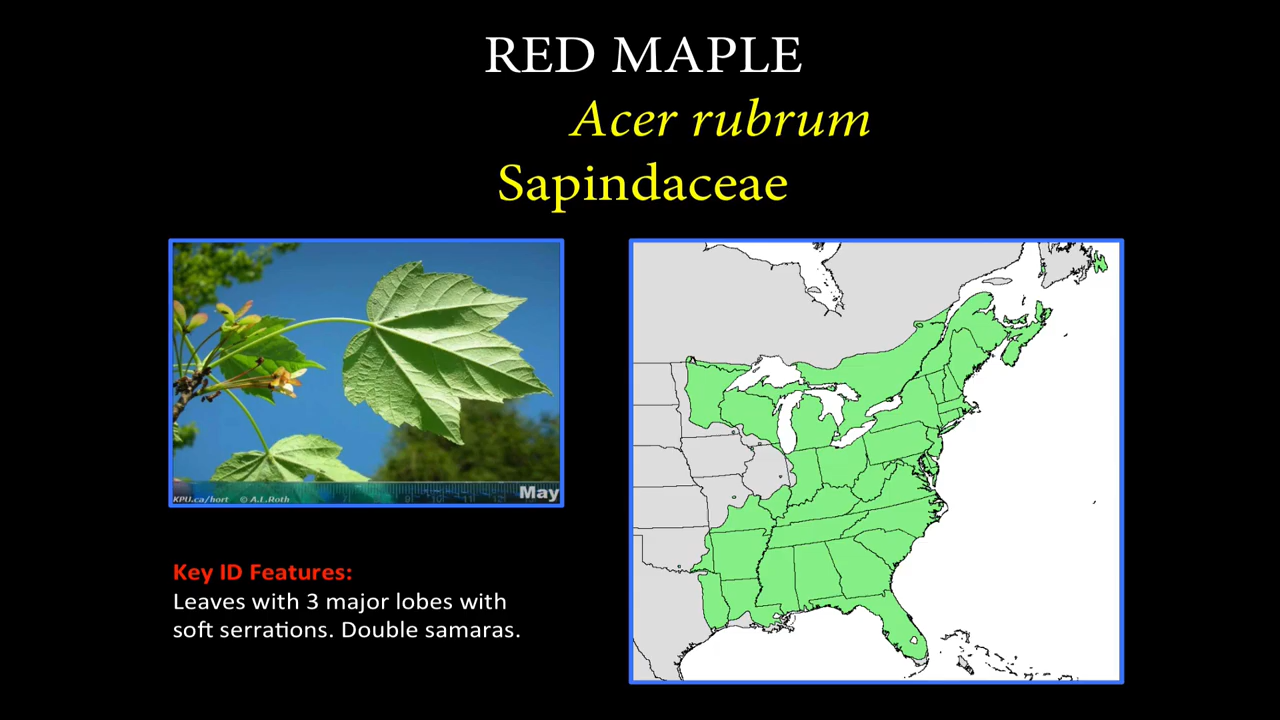 RED MAPLE
Acer rubrum
Sapindaceae
KPU.ca/hort © A.L.Roth
May
Key ID Features:
Leaves with 3 major lobes with
soft serrations. Double samaras.